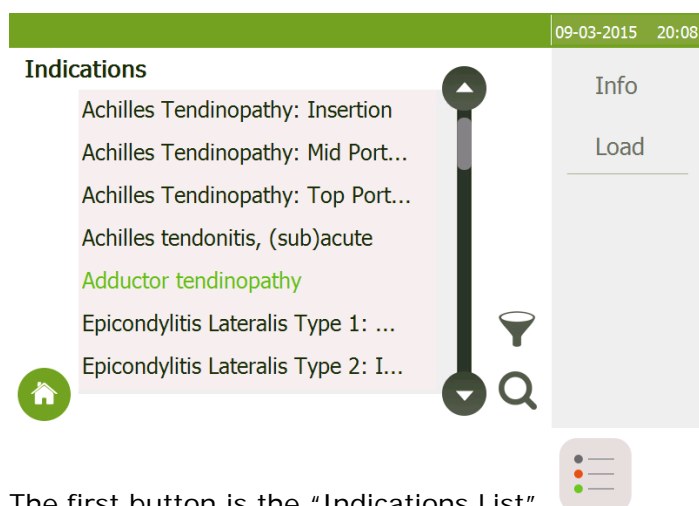 09-03-2015 20:08
Indications
Info
Load
Achilles Tendinopathy: Insertion
Achilles Tendinopathy: Mid Port...
Achilles Tendinopathy: Top Port...
Achilles tendonitis, (sub)acute
Adductor tendinopathy
Epicondylitis Lateralis Type 1: ...
Epicondylitis Lateralis Type 2: I...
The first button is the “Indications List”